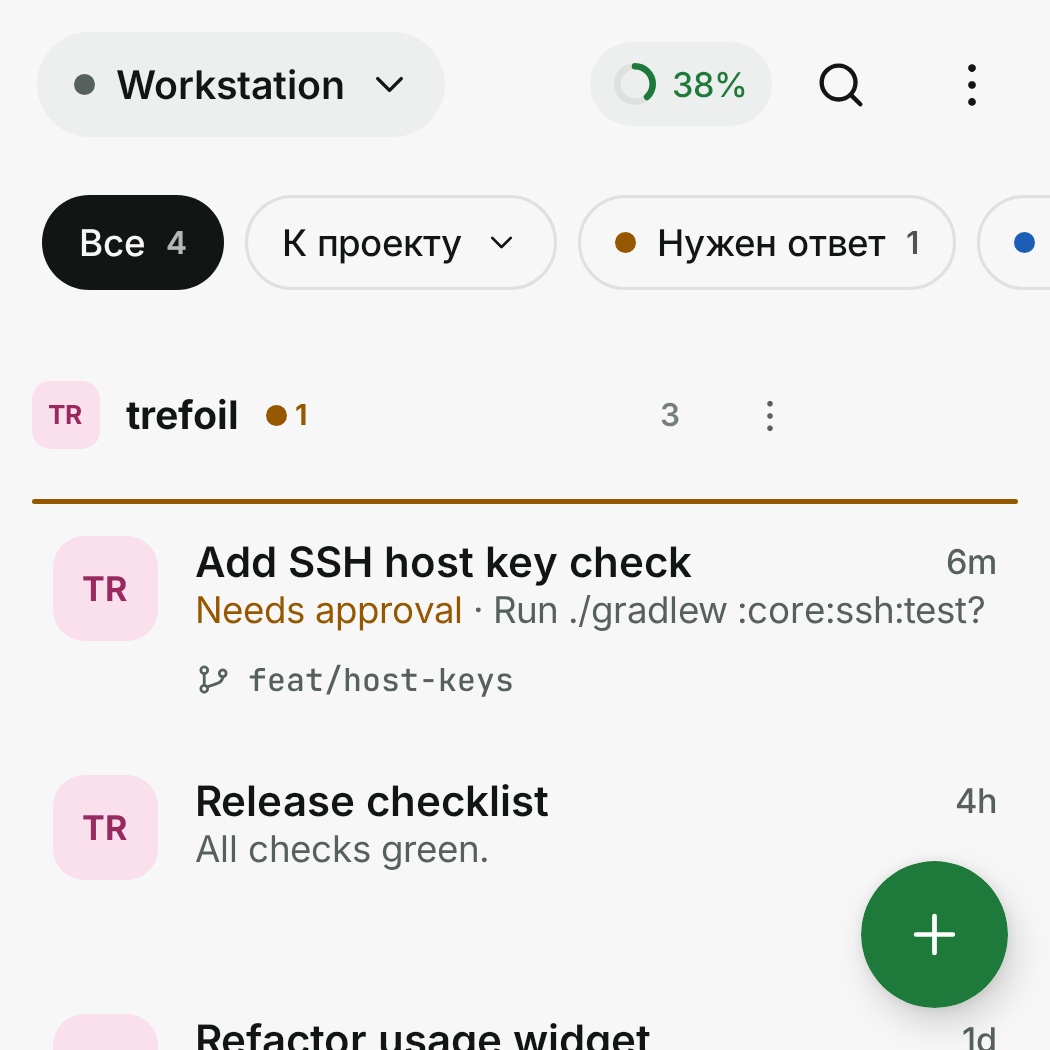 Workstation
38%
Все 4
К проекту
Нужен ответ 1
TR trefoil 1 3
TR
Add SSH host key check 6m
Needs approval · Run ./gradlew :core:ssh:test?
feat/host-keys
TR
Release checklist 4h
All checks green.
Refactor usage widget 1d